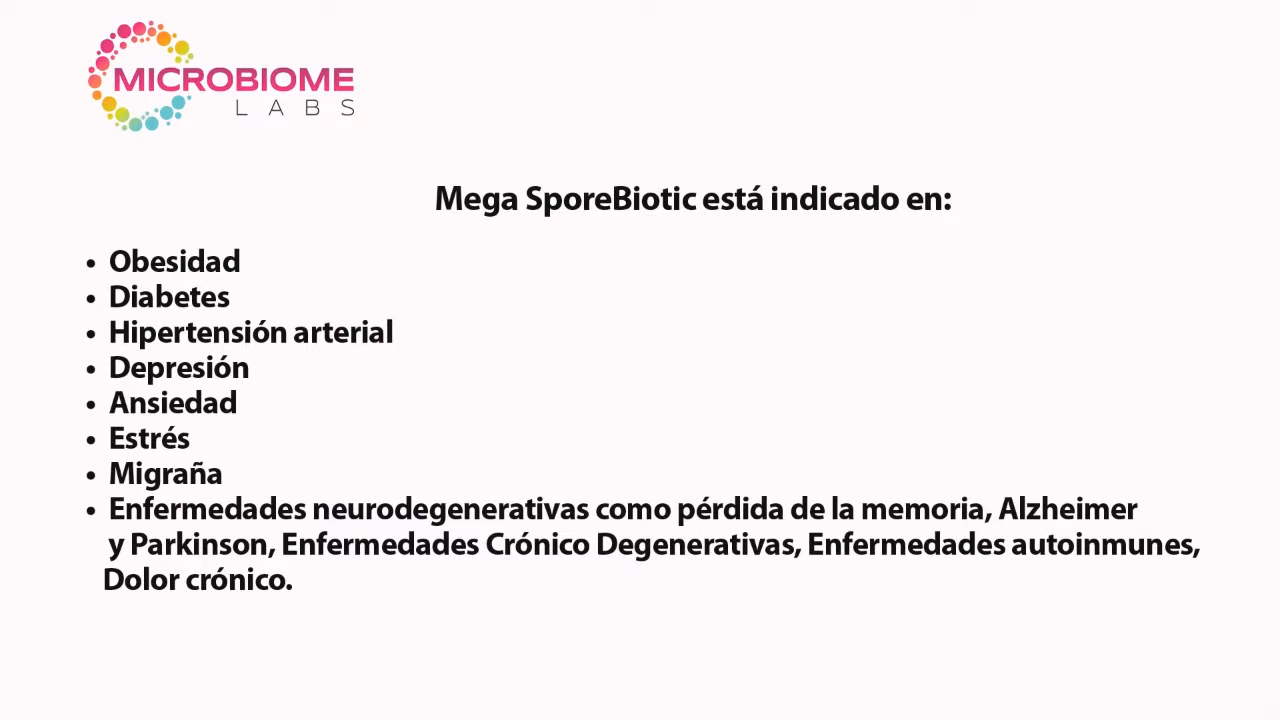 MICROBIOME
LABS
Mega SporeBiotic está indicado en:
• Obesidad
• Diabetes
• Hipertensión arterial
• Depresión
• Ansiedad
• Estrés
• Migraña
• Enfermedades neurodegenerativas como pérdida de la memoria, Alzheimer
y Parkinson, Enfermedades Crónico Degenerativas, Enfermedades autoinmunes,
Dolor crónico.